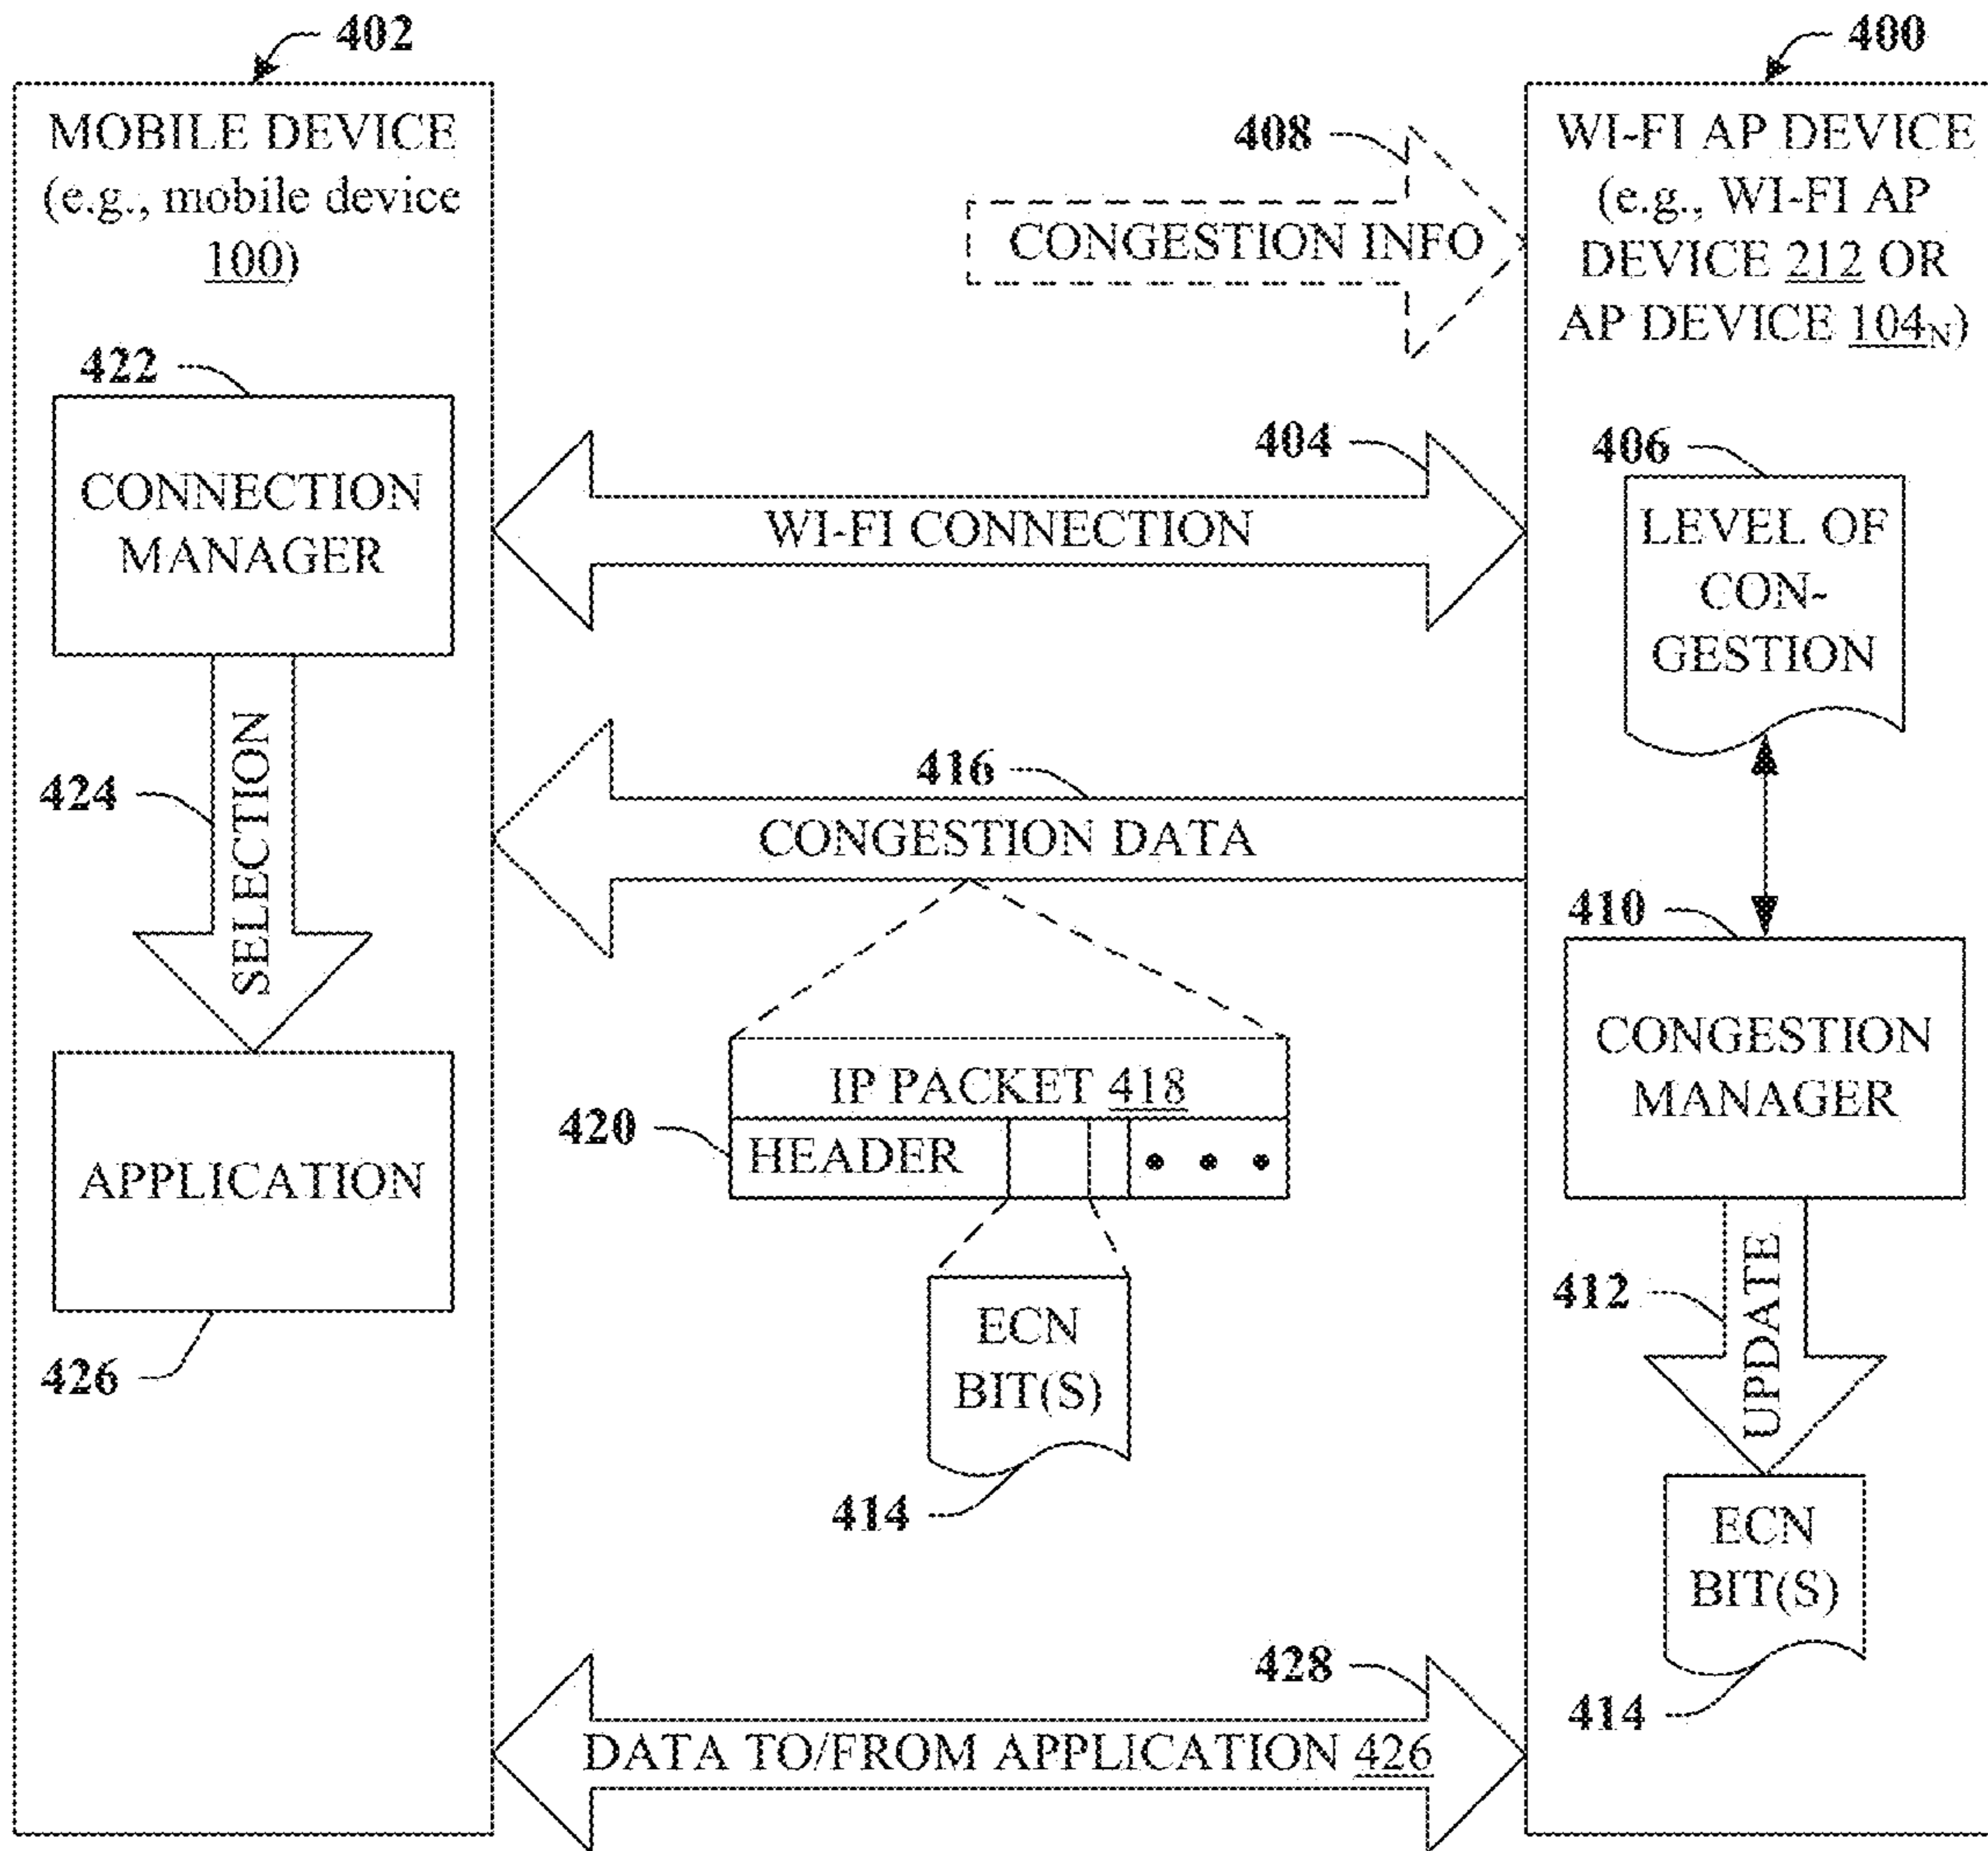 402
400
MOBILE DEVICE
(e.g., mobile device
100)
408
CONGESTION INFO
WI-FI AP DEVICE
(e.g., WI-FI AP
DEVICE 212 OR
AP DEVICE 104N)
422
CONNECTION
MANAGER
404
WI-FI CONNECTION
406
LEVEL OF
CON-
GESTION
424
SELECTION
416
CONGESTION DATA
410
CONGESTION
MANAGER
IP PACKET 418
420
HEADER
• • •
APPLICATION
426
ECN
BIT(S)
414
412
UPDATE
ECN
BIT(S)
414
428
DATA TO/FROM APPLICATION 426